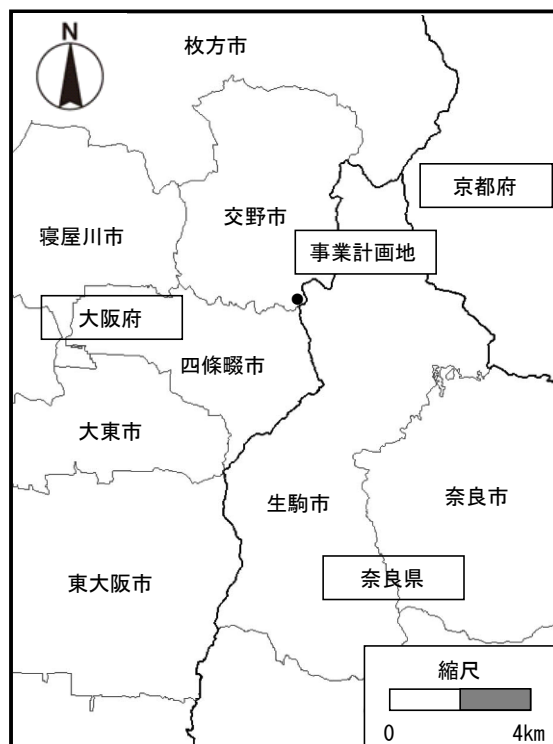 N
枚方市
京都府
交野市
寝屋川市
事業計画地
大阪府
四條畷市
大東市
生駒市
奈良市
東大阪市
奈良県
縮尺
0
4km